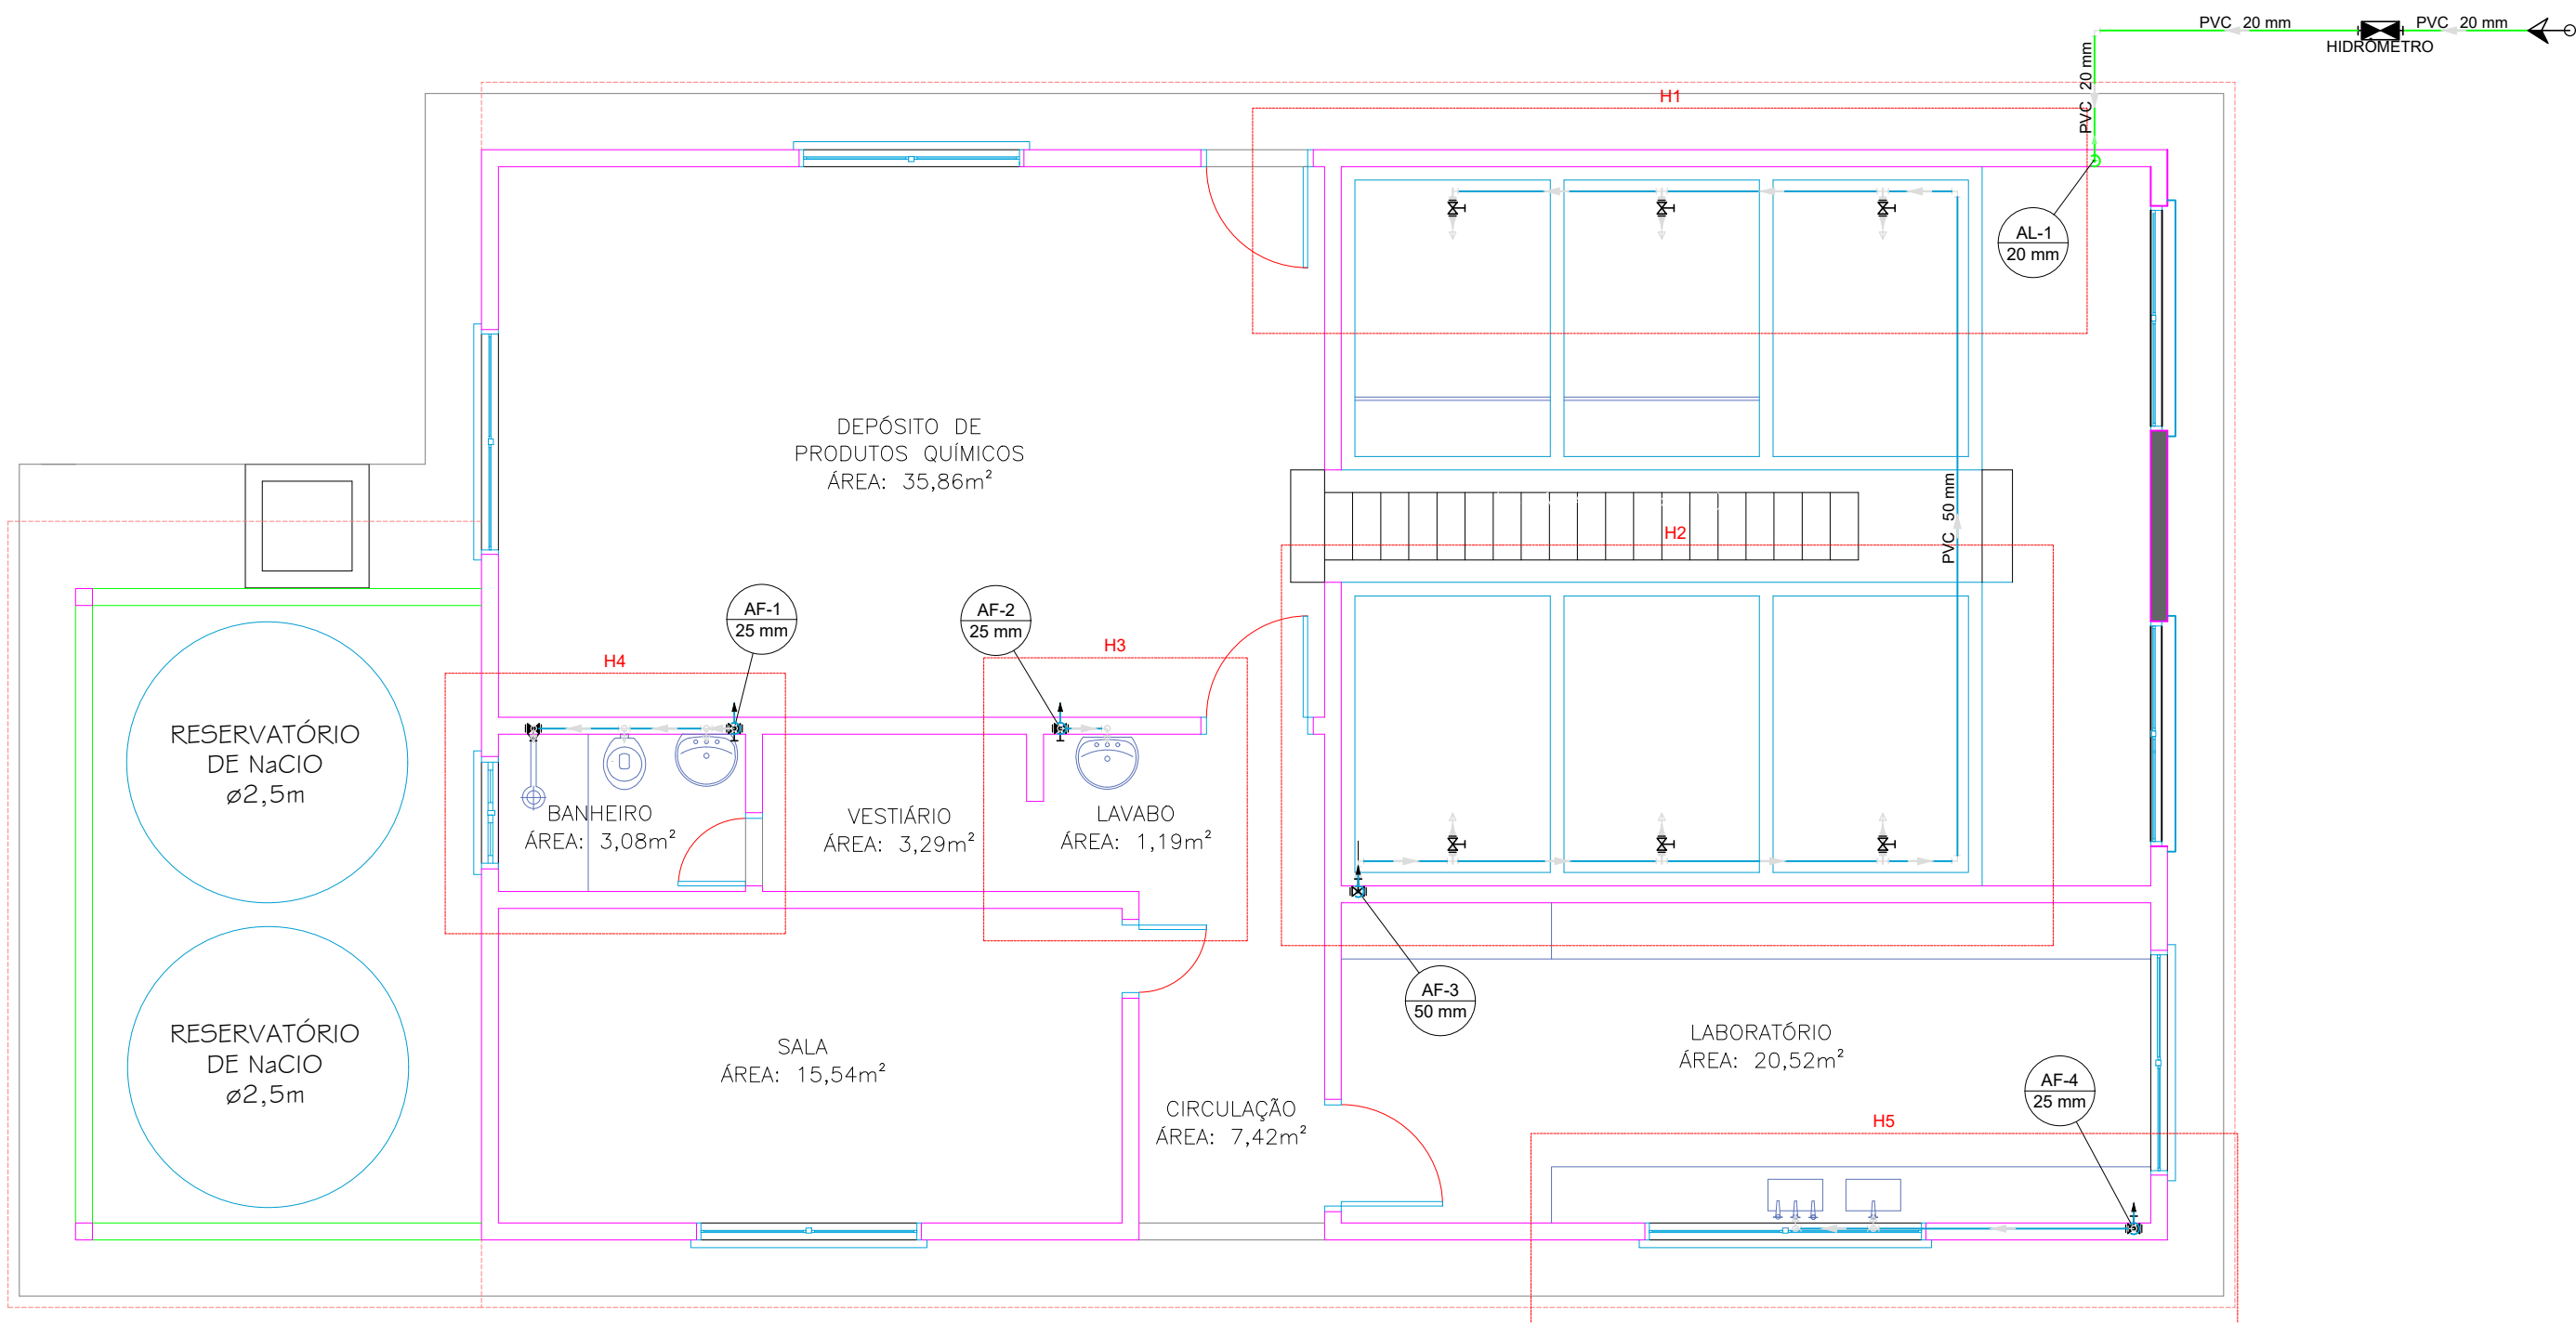 PVC 20 mm
PVC 20 mm
HIDRÔMETRO
PVC 20 mm
H1
AL-1
20 mm
DEPÓSITO DE
PRODUTOS QUÍMICOS
ÁREA: 35,86m²
PVC 50 mm
H2
AF-1
25 mm
AF-2
25 mm
H3
H4
RESERVATÓRIO
DE NaClO
ø2,5m
BANHEIRO
ÁREA: 3,08m²
VESTIÁRIO
ÁREA: 3,29m²
LAVABO
ÁREA: 1,19m²
AF-3
50 mm
RESERVATÓRIO
DE NaClO
ø2,5m
SALA
ÁREA: 15,54m²
LABORATÓRIO
ÁREA: 20,52m²
CIRCULAÇÃO
ÁREA: 7,42m²
AF-4
25 mm
H5